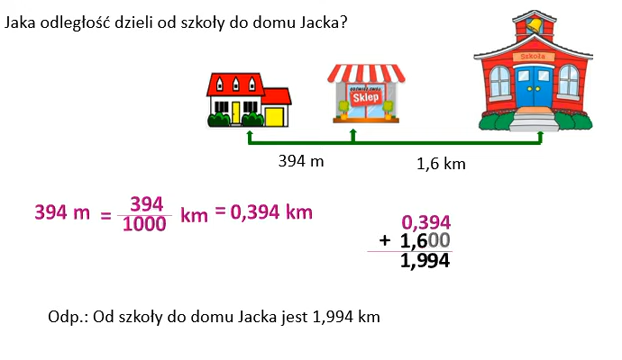 Jaka odległość dzieli od szkoły do domu Jacka?
Szkoła
Sklep
394 m
1,6 km
394 m = 394/1000 km = 0,394 km
0,394
+ 1,600
1,994
Odp.: Od szkoły do domu Jacka jest 1,994 km